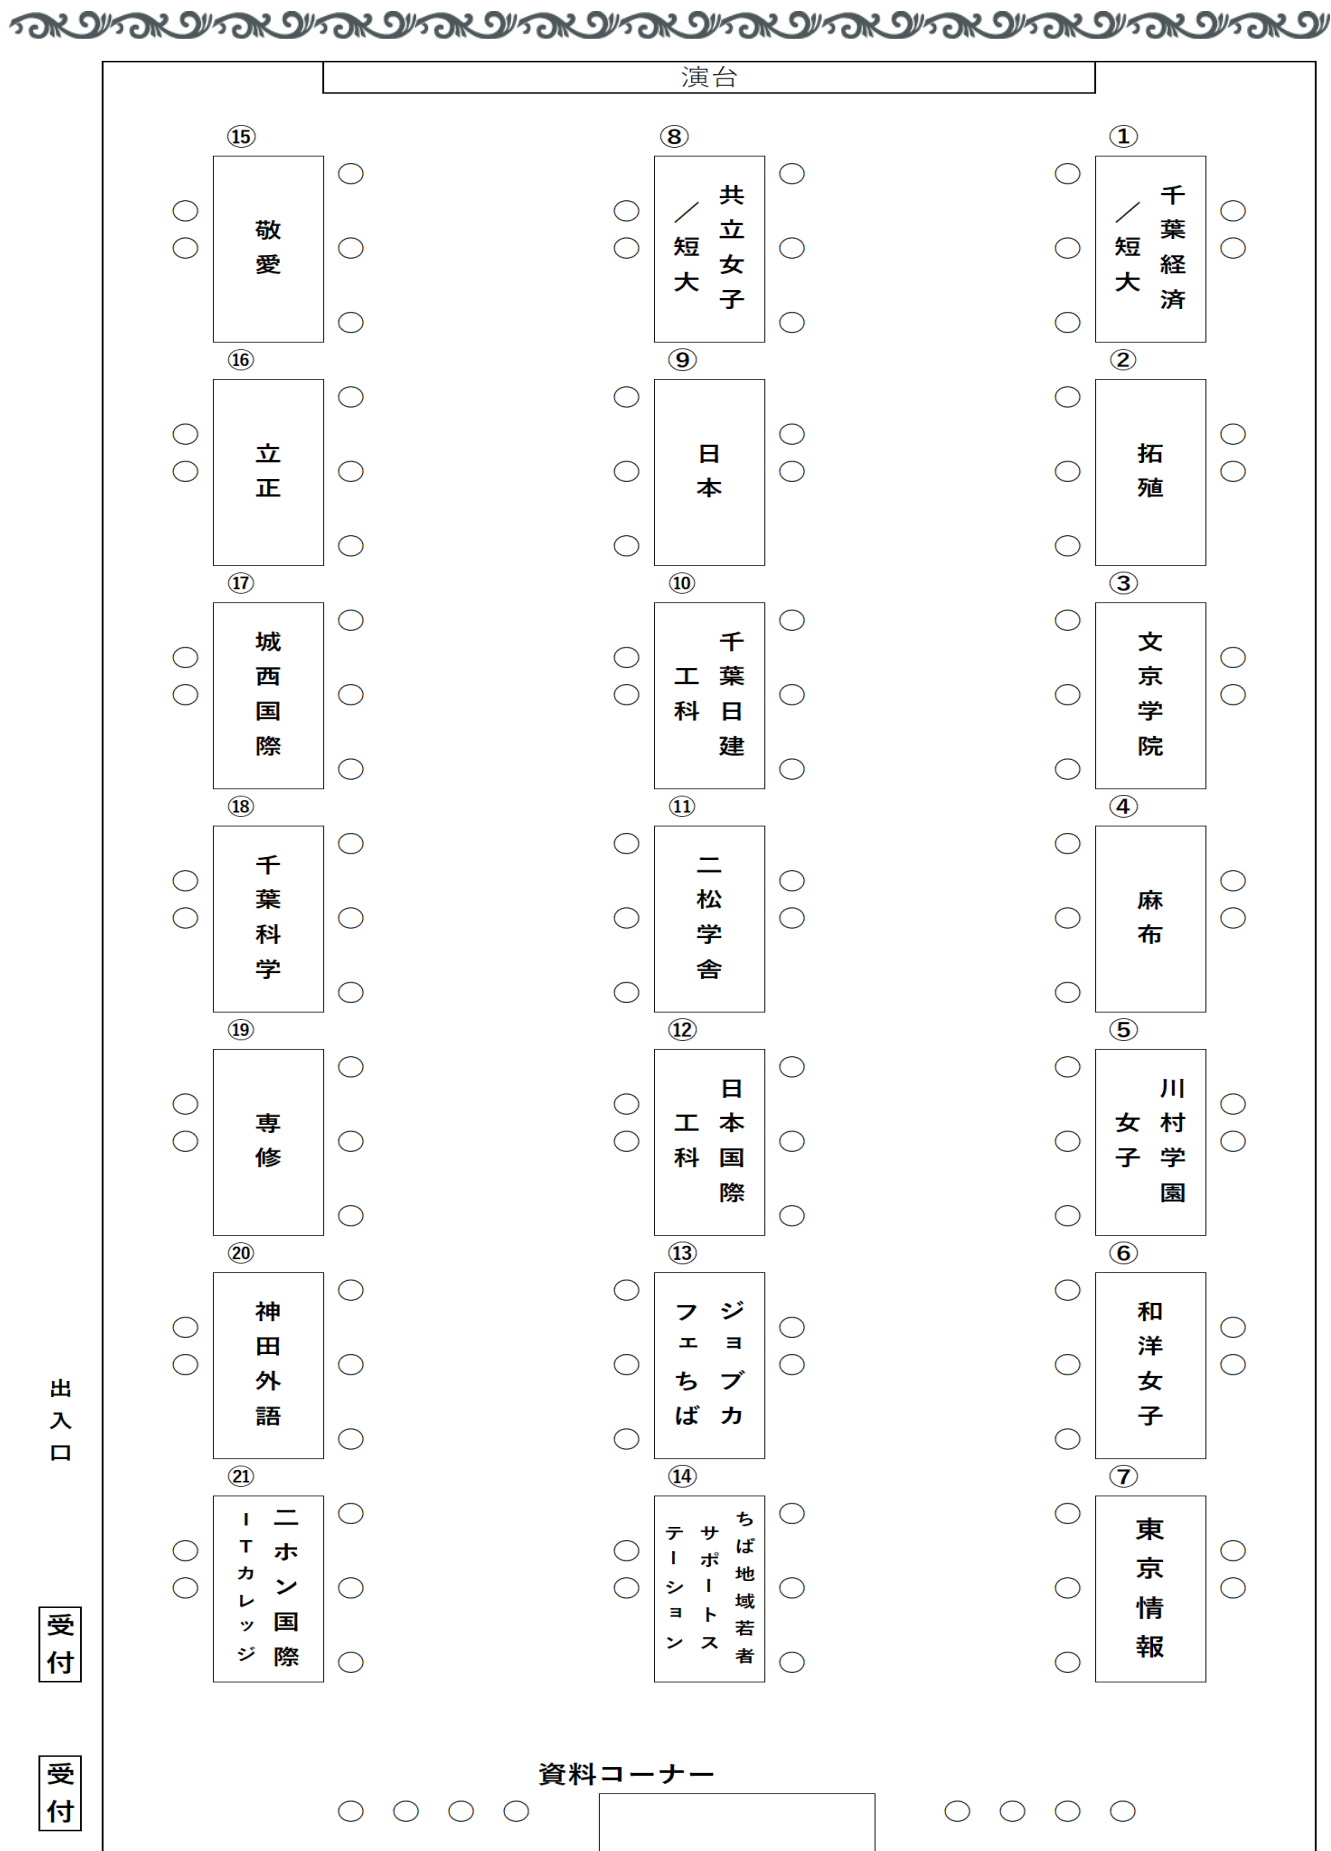 演台
⑮
敬愛
⑧
共立女子
／短大
①
千葉経済
／短大
⑯
立正
⑨
日本
②
拓殖
⑰
城西国際
⑩
千葉日建
工科
③
文京学院
⑱
千葉科学
⑪
二松学舎
④
麻布
⑲
専修
⑫
日本国際
工科
⑤
川村学園
女子
⑳
神田外語
⑬
ジョブカ
フェちば
⑥
和洋女子
出入口
㉑
ニホン国際
ITカレッジ
⑭
ちば地域若者
サポートス
テーション
⑦
東京情報
受付
受付
資料コーナー